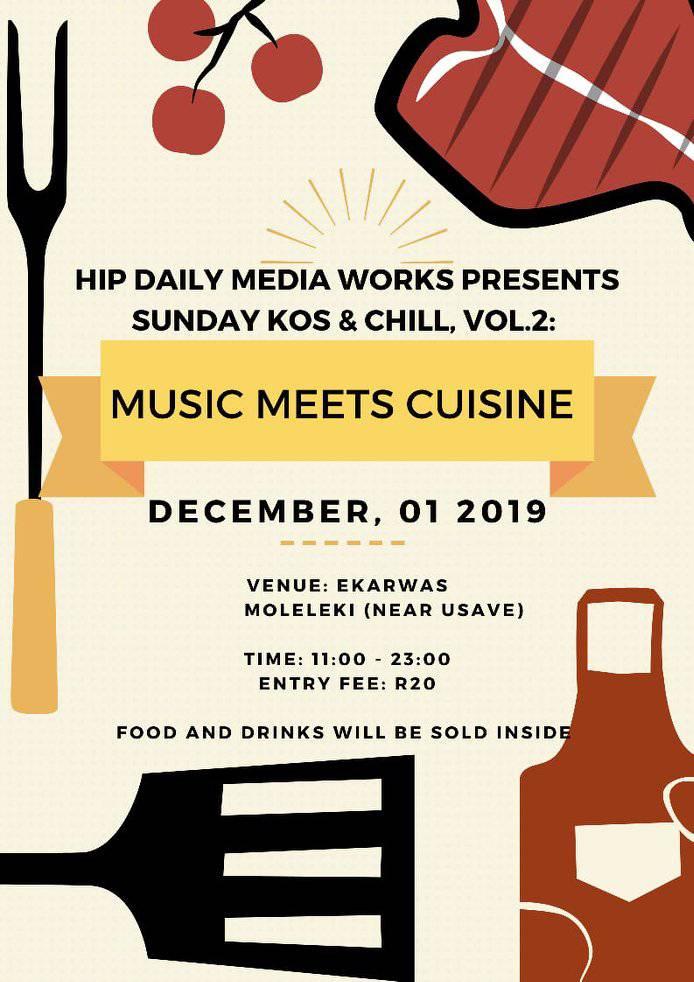 HIP DAILY MEDIA WORKS PRESENTS
SUNDAY KOS & CHILL, VOL.2:
MUSIC MEETS CUISINE
DECEMBER, 01 2019
VENUE: EKARWAS
MOLELEKI (NEAR USAVE)
TIME: 11:00 - 23:00
ENTRY FEE: R20
FOOD AND DRINKS WILL BE SOLD INSIDE